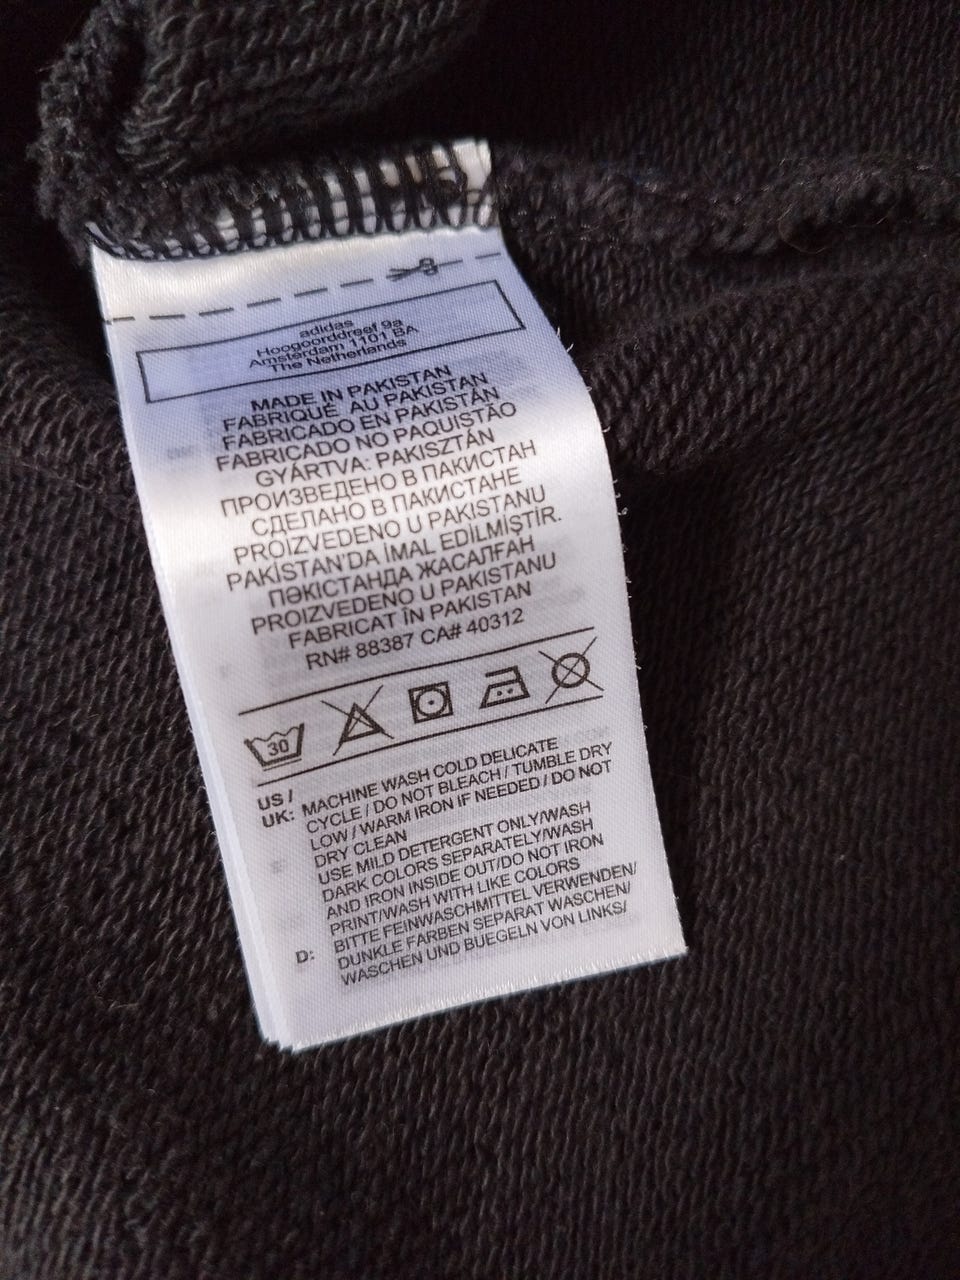 adidas
Hoogoorddreef 9a
Amsterdam 1101 BA
The Netherlands
MADE IN PAKISTAN
FABRIQUÉ AU PAKISTAN
FABRICADO EN PAKISTÁN
FABRICADO NO PAQUISTÃO
GYÁRTVA: PAKISZTÁN
ПРОИЗВЕДЕНО В ПАКИСТАН
СДЕЛАНО В ПАКИСТАНЕ
PROIZVEDENO U PAKISTANU
PAKİSTAN'DA İMAL EDİLMİŞTİR.
ПӘКІСТАНДА ЖАСАЛҒАН
PROIZVEDENO U PAKISTANU
FABRICAT ÎN PAKISTAN
RN# 88387 CA# 40312
30
US / UK: MACHINE WASH COLD DELICATE
CYCLE / DO NOT BLEACH / TUMBLE DRY
LOW / WARM IRON IF NEEDED / DO NOT
DRY CLEAN
USE MILD DETERGENT ONLY/WASH
DARK COLORS SEPARATELY/WASH
AND IRON INSIDE OUT/DO NOT IRON
PRINT/WASH WITH LIKE COLORS
D: BITTE FEINWASCHMITTEL VERWENDEN/
DUNKLE FARBEN SEPARAT WASCHEN/
WASCHEN UND BUEGELN VON LINKS/